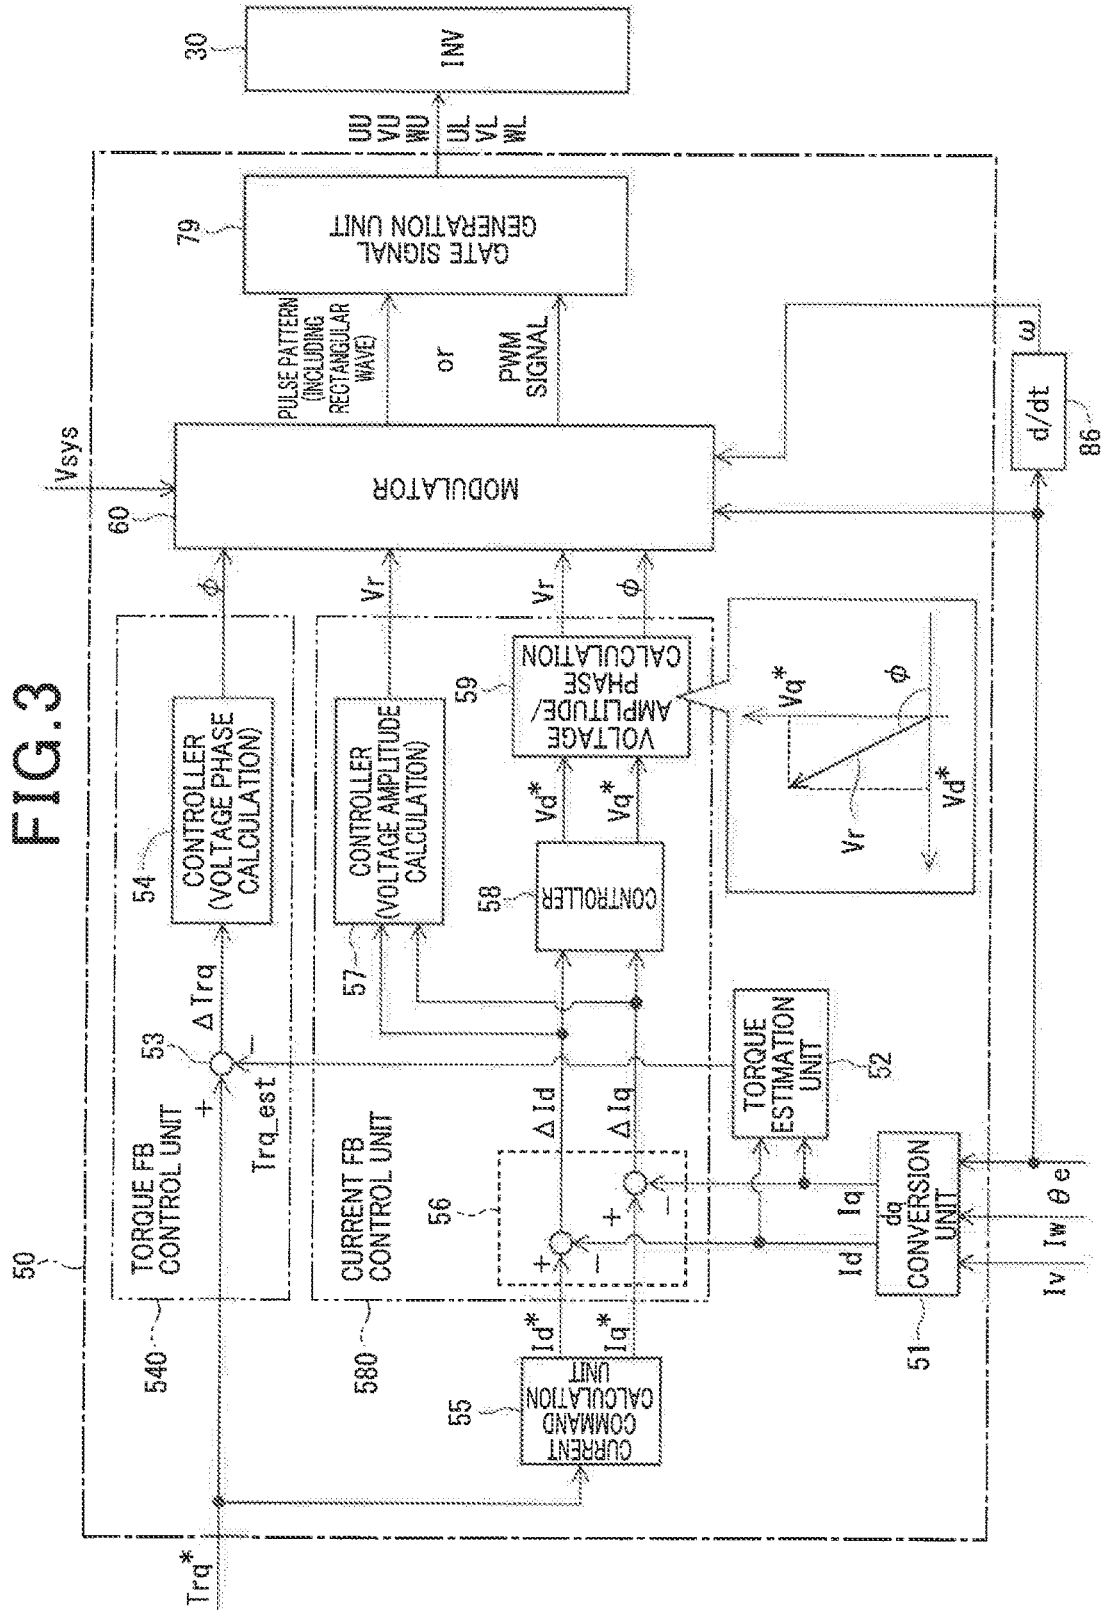 FIG.3
50
540
TORQUE FB
CONTROL UNIT
Trq*
+
53
−
Trq_est
Δ Trq
54
CONTROLLER
(VOLTAGE PHASE
CALCULATION)
φ
60
Vsys
MODULATOR
PULSE PATTERN
(INCLUDING
RECTANGULAR
WAVE)
or
PWM
SIGNAL
79
GATE SIGNAL
GENERATION UNIT
UU
VU
WU
UL
VL
WL
30
INV
580
CURRENT FB
CONTROL UNIT
57
CONTROLLER
(VOLTAGE AMPLITUDE
CALCULATION)
Vr
55
CURRENT
COMMAND
CALCULATION
UNIT
Id*
Iq*
56
+
−
+
−
Δ Id
Δ Iq
58
CONTROLLER
Vd*
Vq*
59
VOLTAGE
AMPLITUDE/
PHASE
CALCULATION
Vr
φ
Vq*
Vr
φ
Vd*
TORQUE
ESTIMATION
UNIT
52
Id
Iq
dq
CONVERSION
UNIT
51
Iv
Iw
θe
d/dt
86
ω